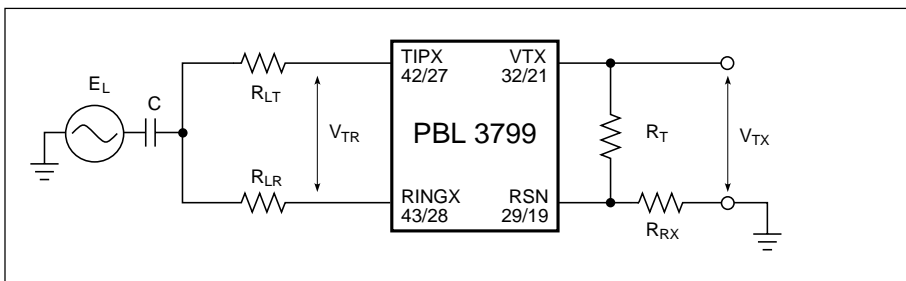 E_L
C
R_LT
R_LR
V_TR
TIPX
42/27
VTX
32/21
PBL 3799
RINGX
43/28
RSN
29/19
R_T
R_RX
V_TX